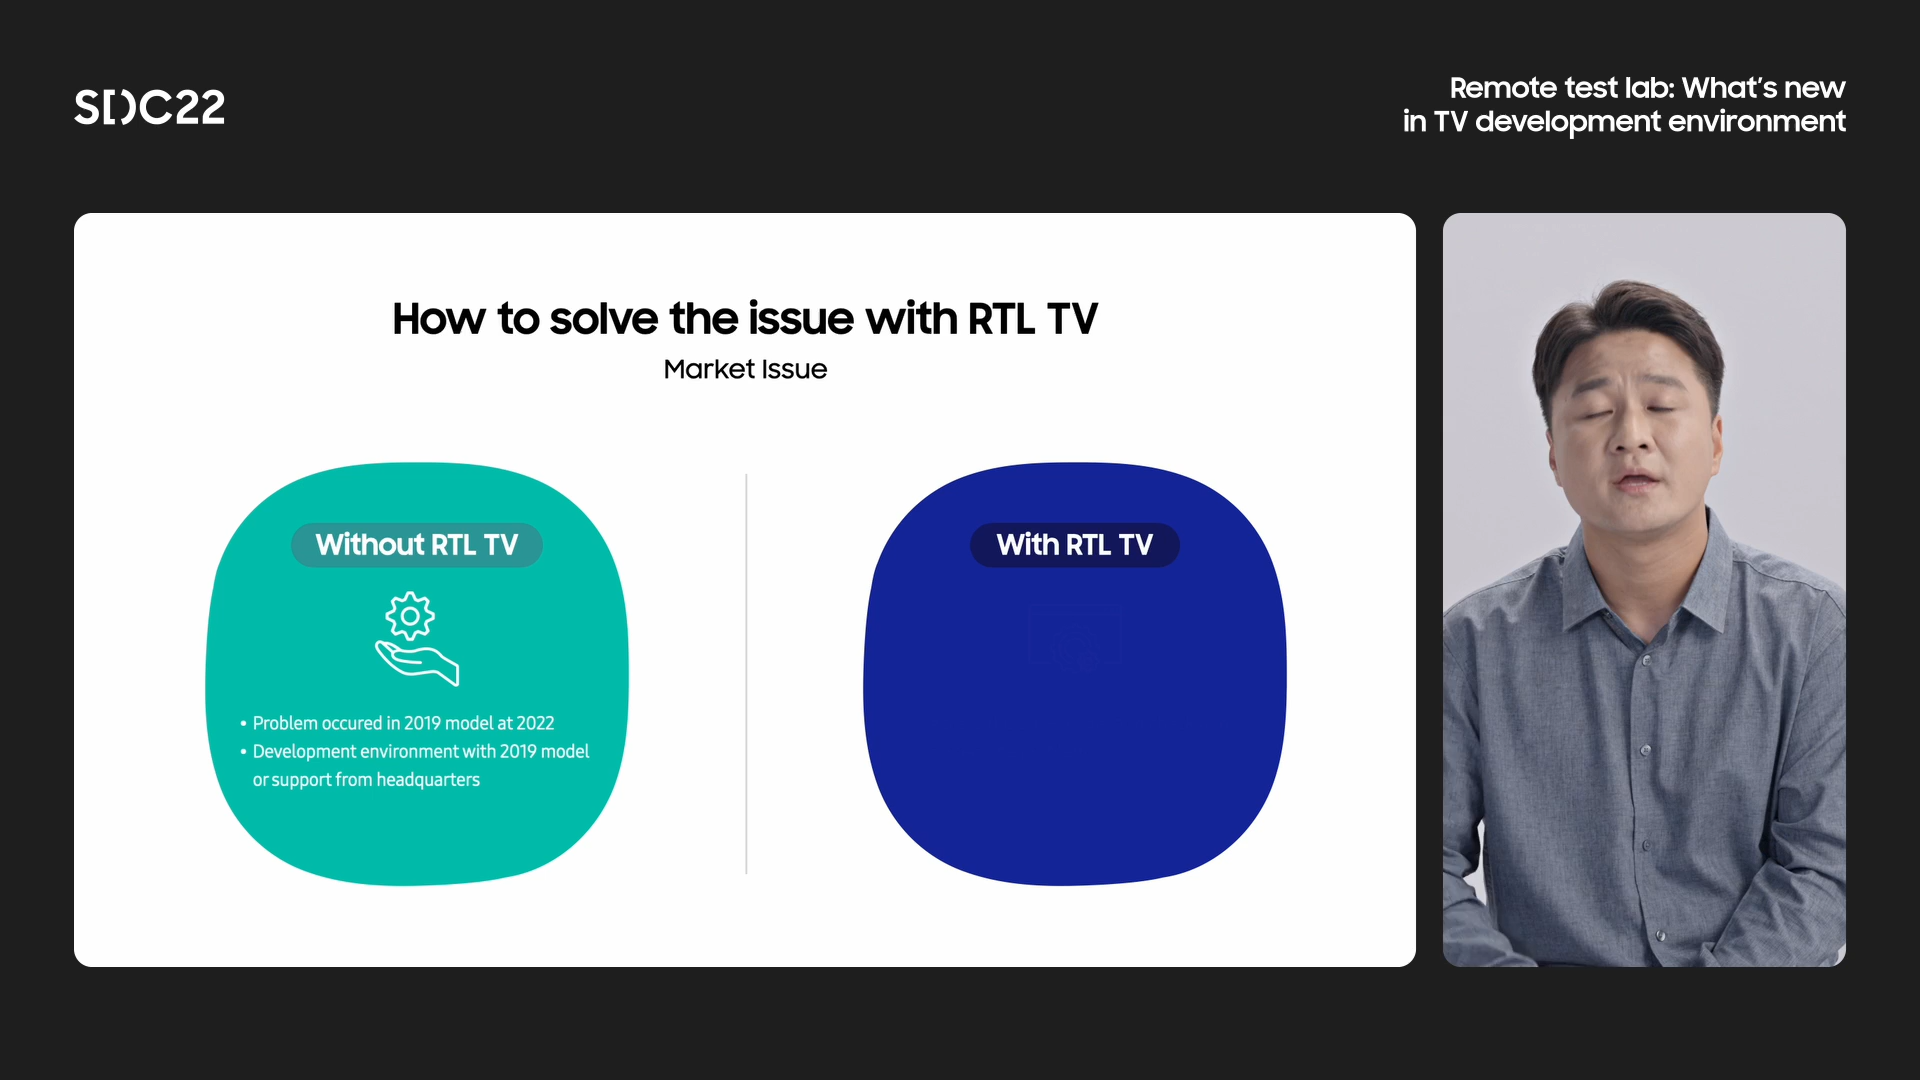 SDC22
Remote test lab: What's new
in TV development environment
How to solve the issue with RTL TV
Market Issue
Without RTL TV
• Problem occured in 2019 model at 2022
• Development environment with 2019 model
or support from headquarters
With RTL TV